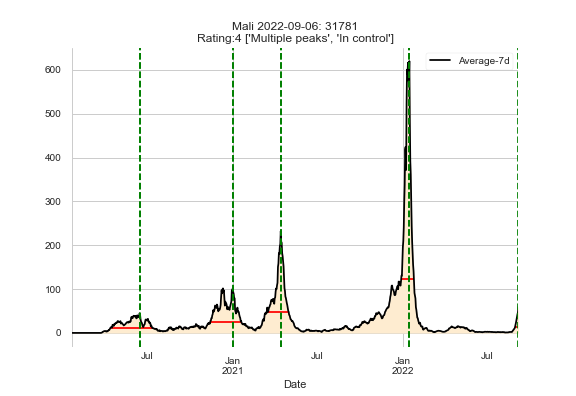 Mali 2022-09-06: 31781
Rating:4 ['Multiple peaks', 'In control']
Average-7d
600
500
400
300
200
100
0
Jul
Jan
2021
Jul
Jan
2022
Jul
Date